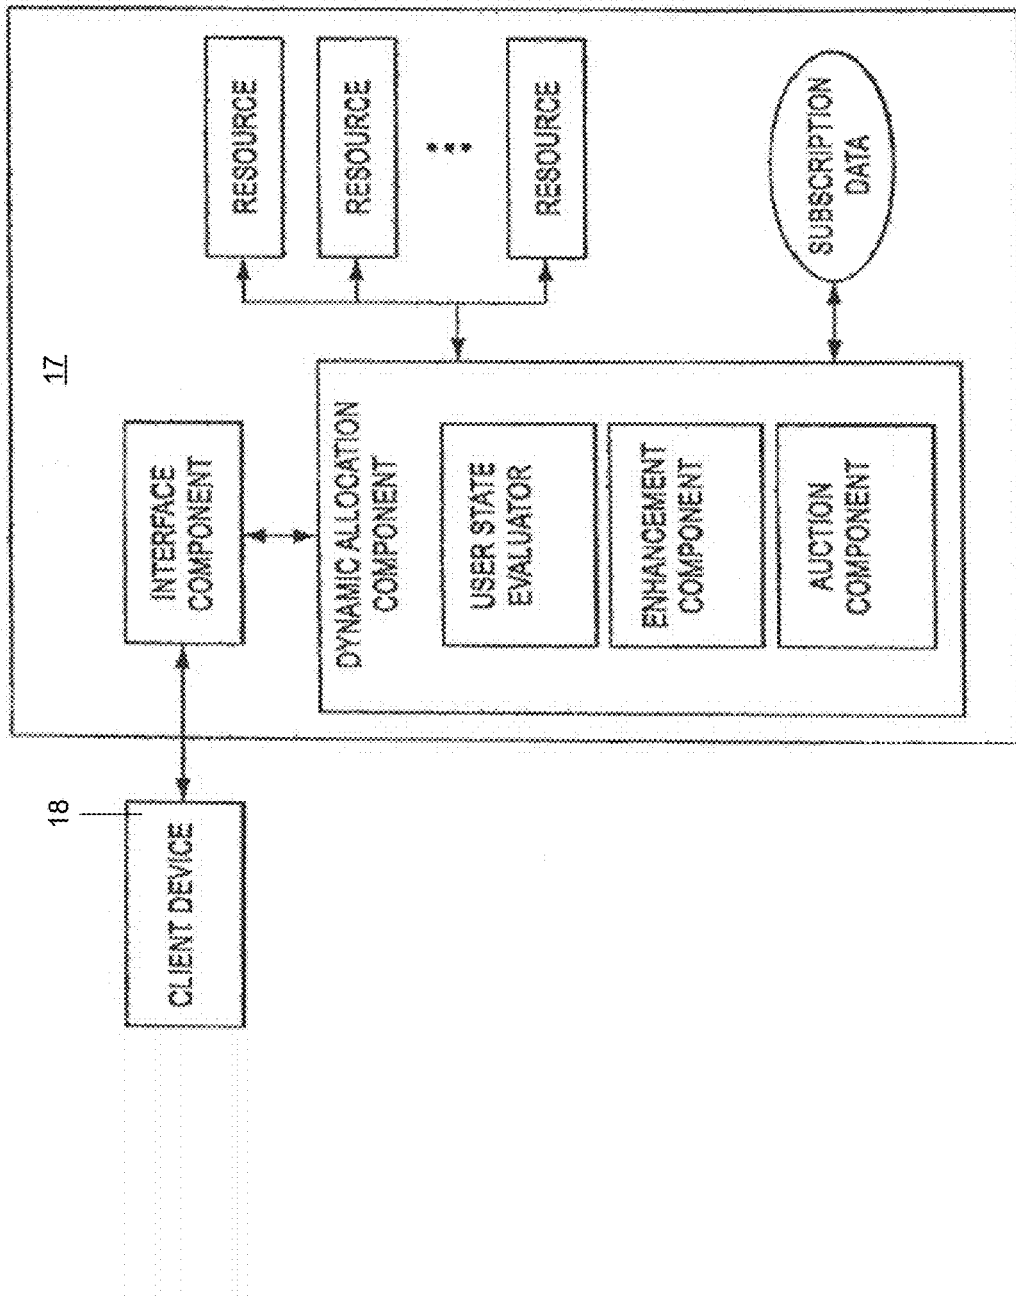 18
CLIENT DEVICE
17
INTERFACE
COMPONENT
DYNAMIC ALLOCATION
COMPONENT
USER STATE
EVALUATOR
ENHANCEMENT
COMPONENT
AUCTION
COMPONENT
RESOURCE
RESOURCE
RESOURCE
SUBSCRIPTION
DATA